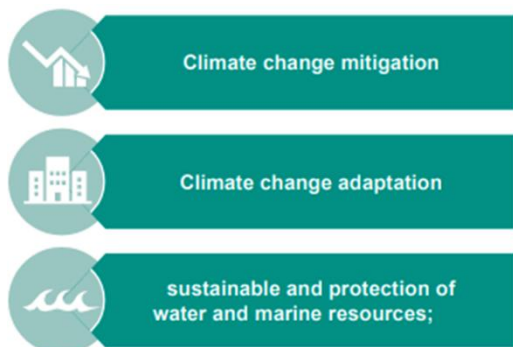 Climate change mitigation
Climate change adaptation
sustainable and protection of
water and marine resources;